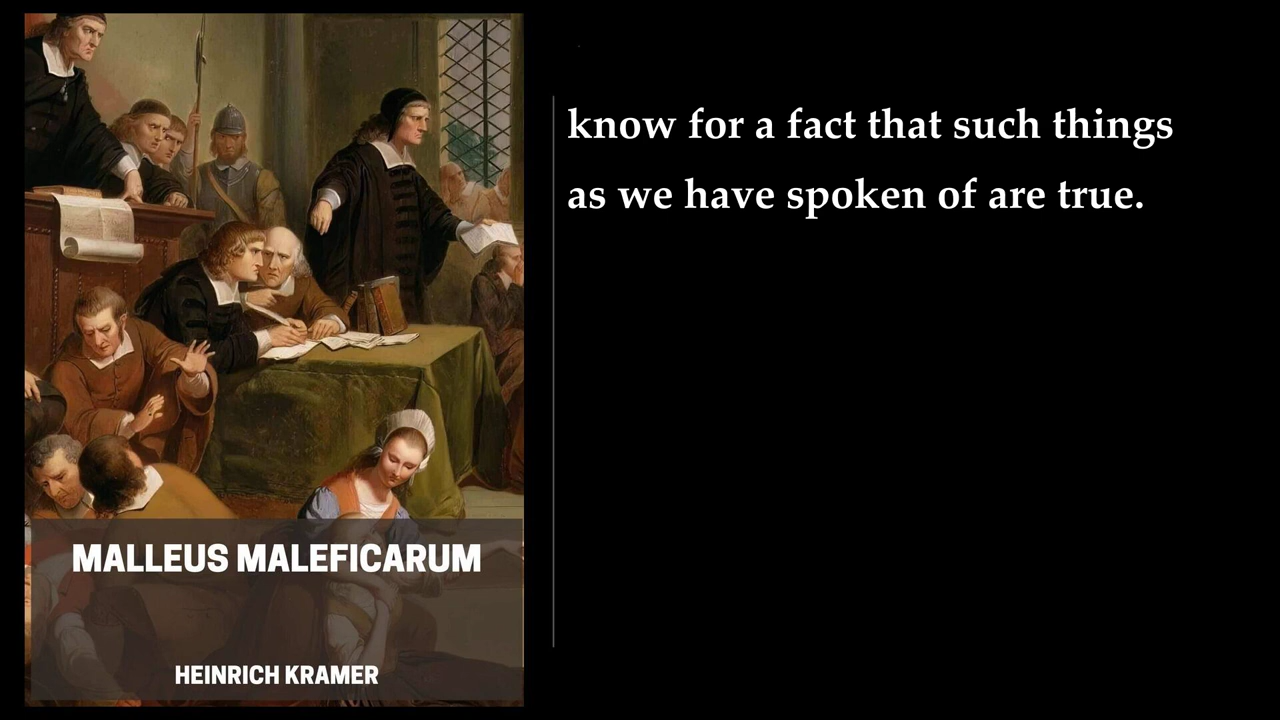 know for a fact that such things
as we have spoken of are true.
MALLEUS MALEFICARUM
HEINRICH KRAMER